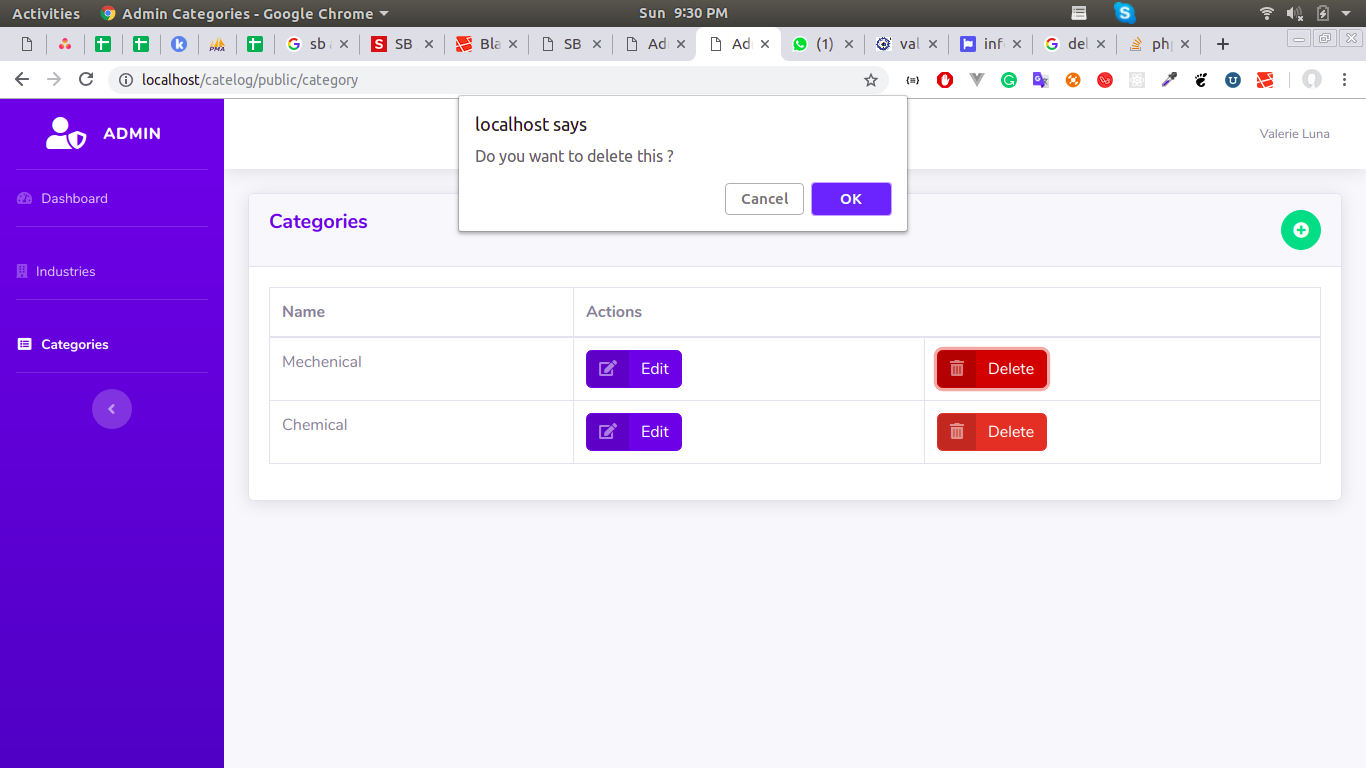 Activities Admin Categories - Google Chrome Sun 9:30 PM
sb SB Bla SB Ad Ad (1) val inf del ph
localhost/catelog/public/category
localhost says
Do you want to delete this ?
Cancel OK
ADMIN
Valerie Luna
Dashboard
Industries
Categories
Categories
Name Actions
Mechenical Edit Delete
Chemical Edit Delete